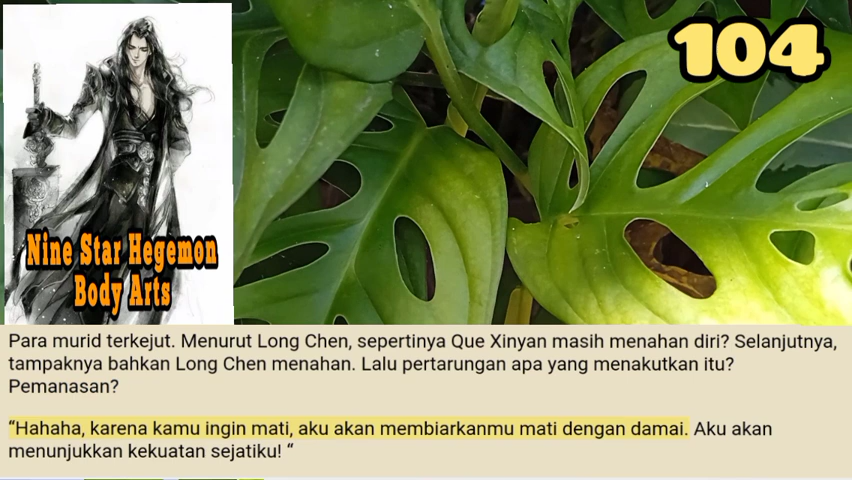 104
Nine Star Hegemon
Body Arts
Para murid terkejut. Menurut Long Chen, sepertinya Que Xinyan masih menahan diri? Selanjutnya,
tampaknya bahkan Long Chen menahan. Lalu pertarungan apa yang menakutkan itu?
Pemanasan?
“Hahaha, karena kamu ingin mati, aku akan membiarkanmu mati dengan damai. Aku akan
menunjukkan kekuatan sejatiku! “